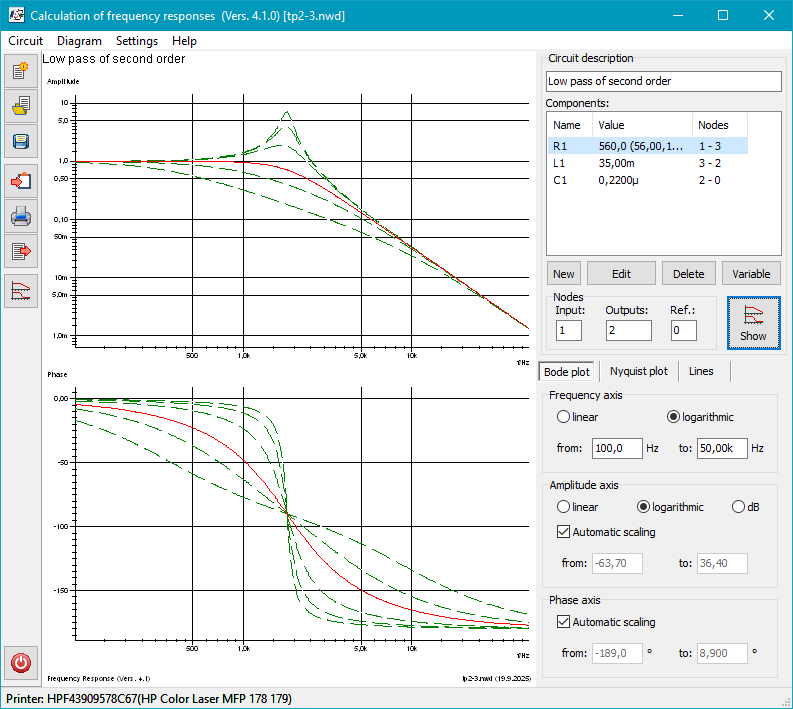 Calculation of frequency responses (Vers. 4.1.0) [tp2-3.nwd]
Circuit Diagram Settings Help
Low pass of second order
Amplitude
10
5,0
1,0
0,50
0,10
50m
10m
5,0m
1,0m
500 1,0k 5,0k 10k
f/Hz
Phase
0,00
-50
-100
-150
500 1,0k 5,0k 10k
f/Hz
Frequency Response (Vers. 4.1) tp2-3.nwd (19.9.2025)
Circuit description
Low pass of second order
Components:
Name Value Nodes
R1 560,0 (56,00,1... 1 - 3
L1 35,00m 3 - 2
C1 0,2200µ 2 - 0
New Edit Delete Variable
Nodes
Input: Outputs: Ref.:
1 2 0
Show
Bode plot Nyquist plot Lines
Frequency axis
linear logarithmic
from: 100,0 Hz to: 50,00k Hz
Amplitude axis
linear logarithmic dB
Automatic scaling
from: -63,70 to: 36,40
Phase axis
Automatic scaling
from: -189,0 ° to: 8,900 °
Printer: HPF43909578C67(HP Color Laser MFP 178 179)